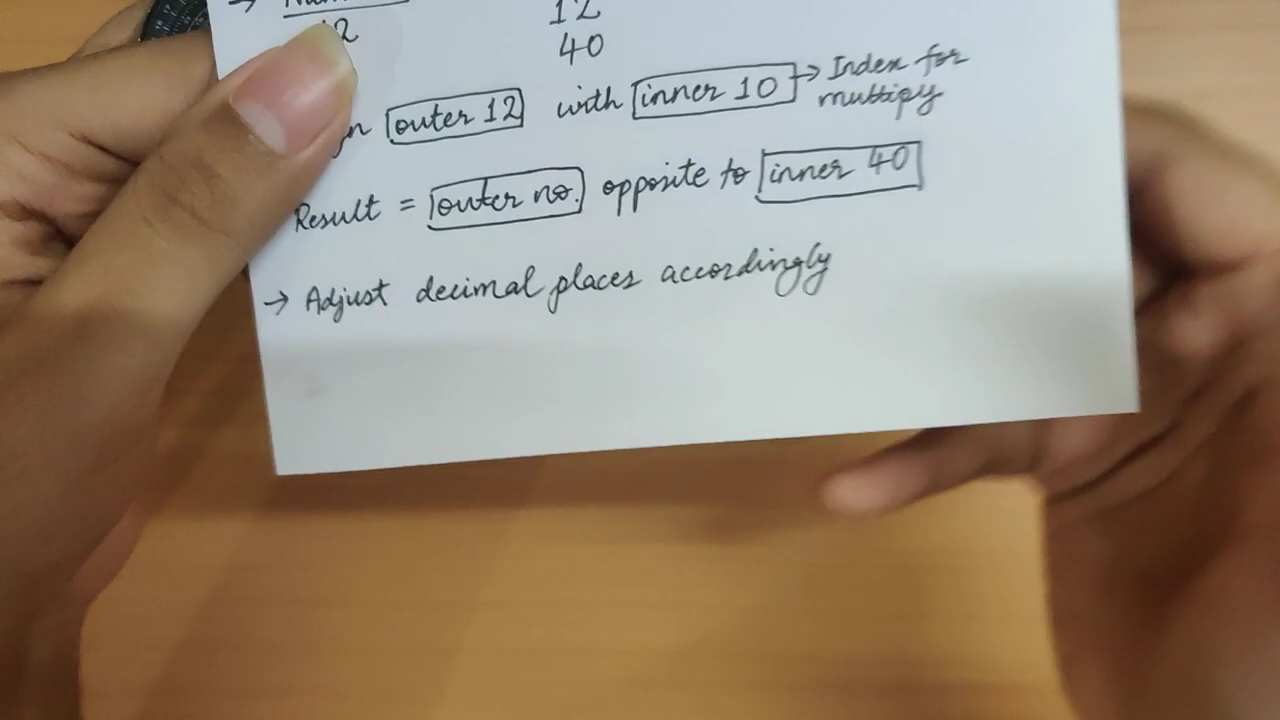 →
12 12
40
outer 12 with inner 10 → Index for
multipy
Result = outer no. opposite to inner 40
→ Adjust decimal places accordingly